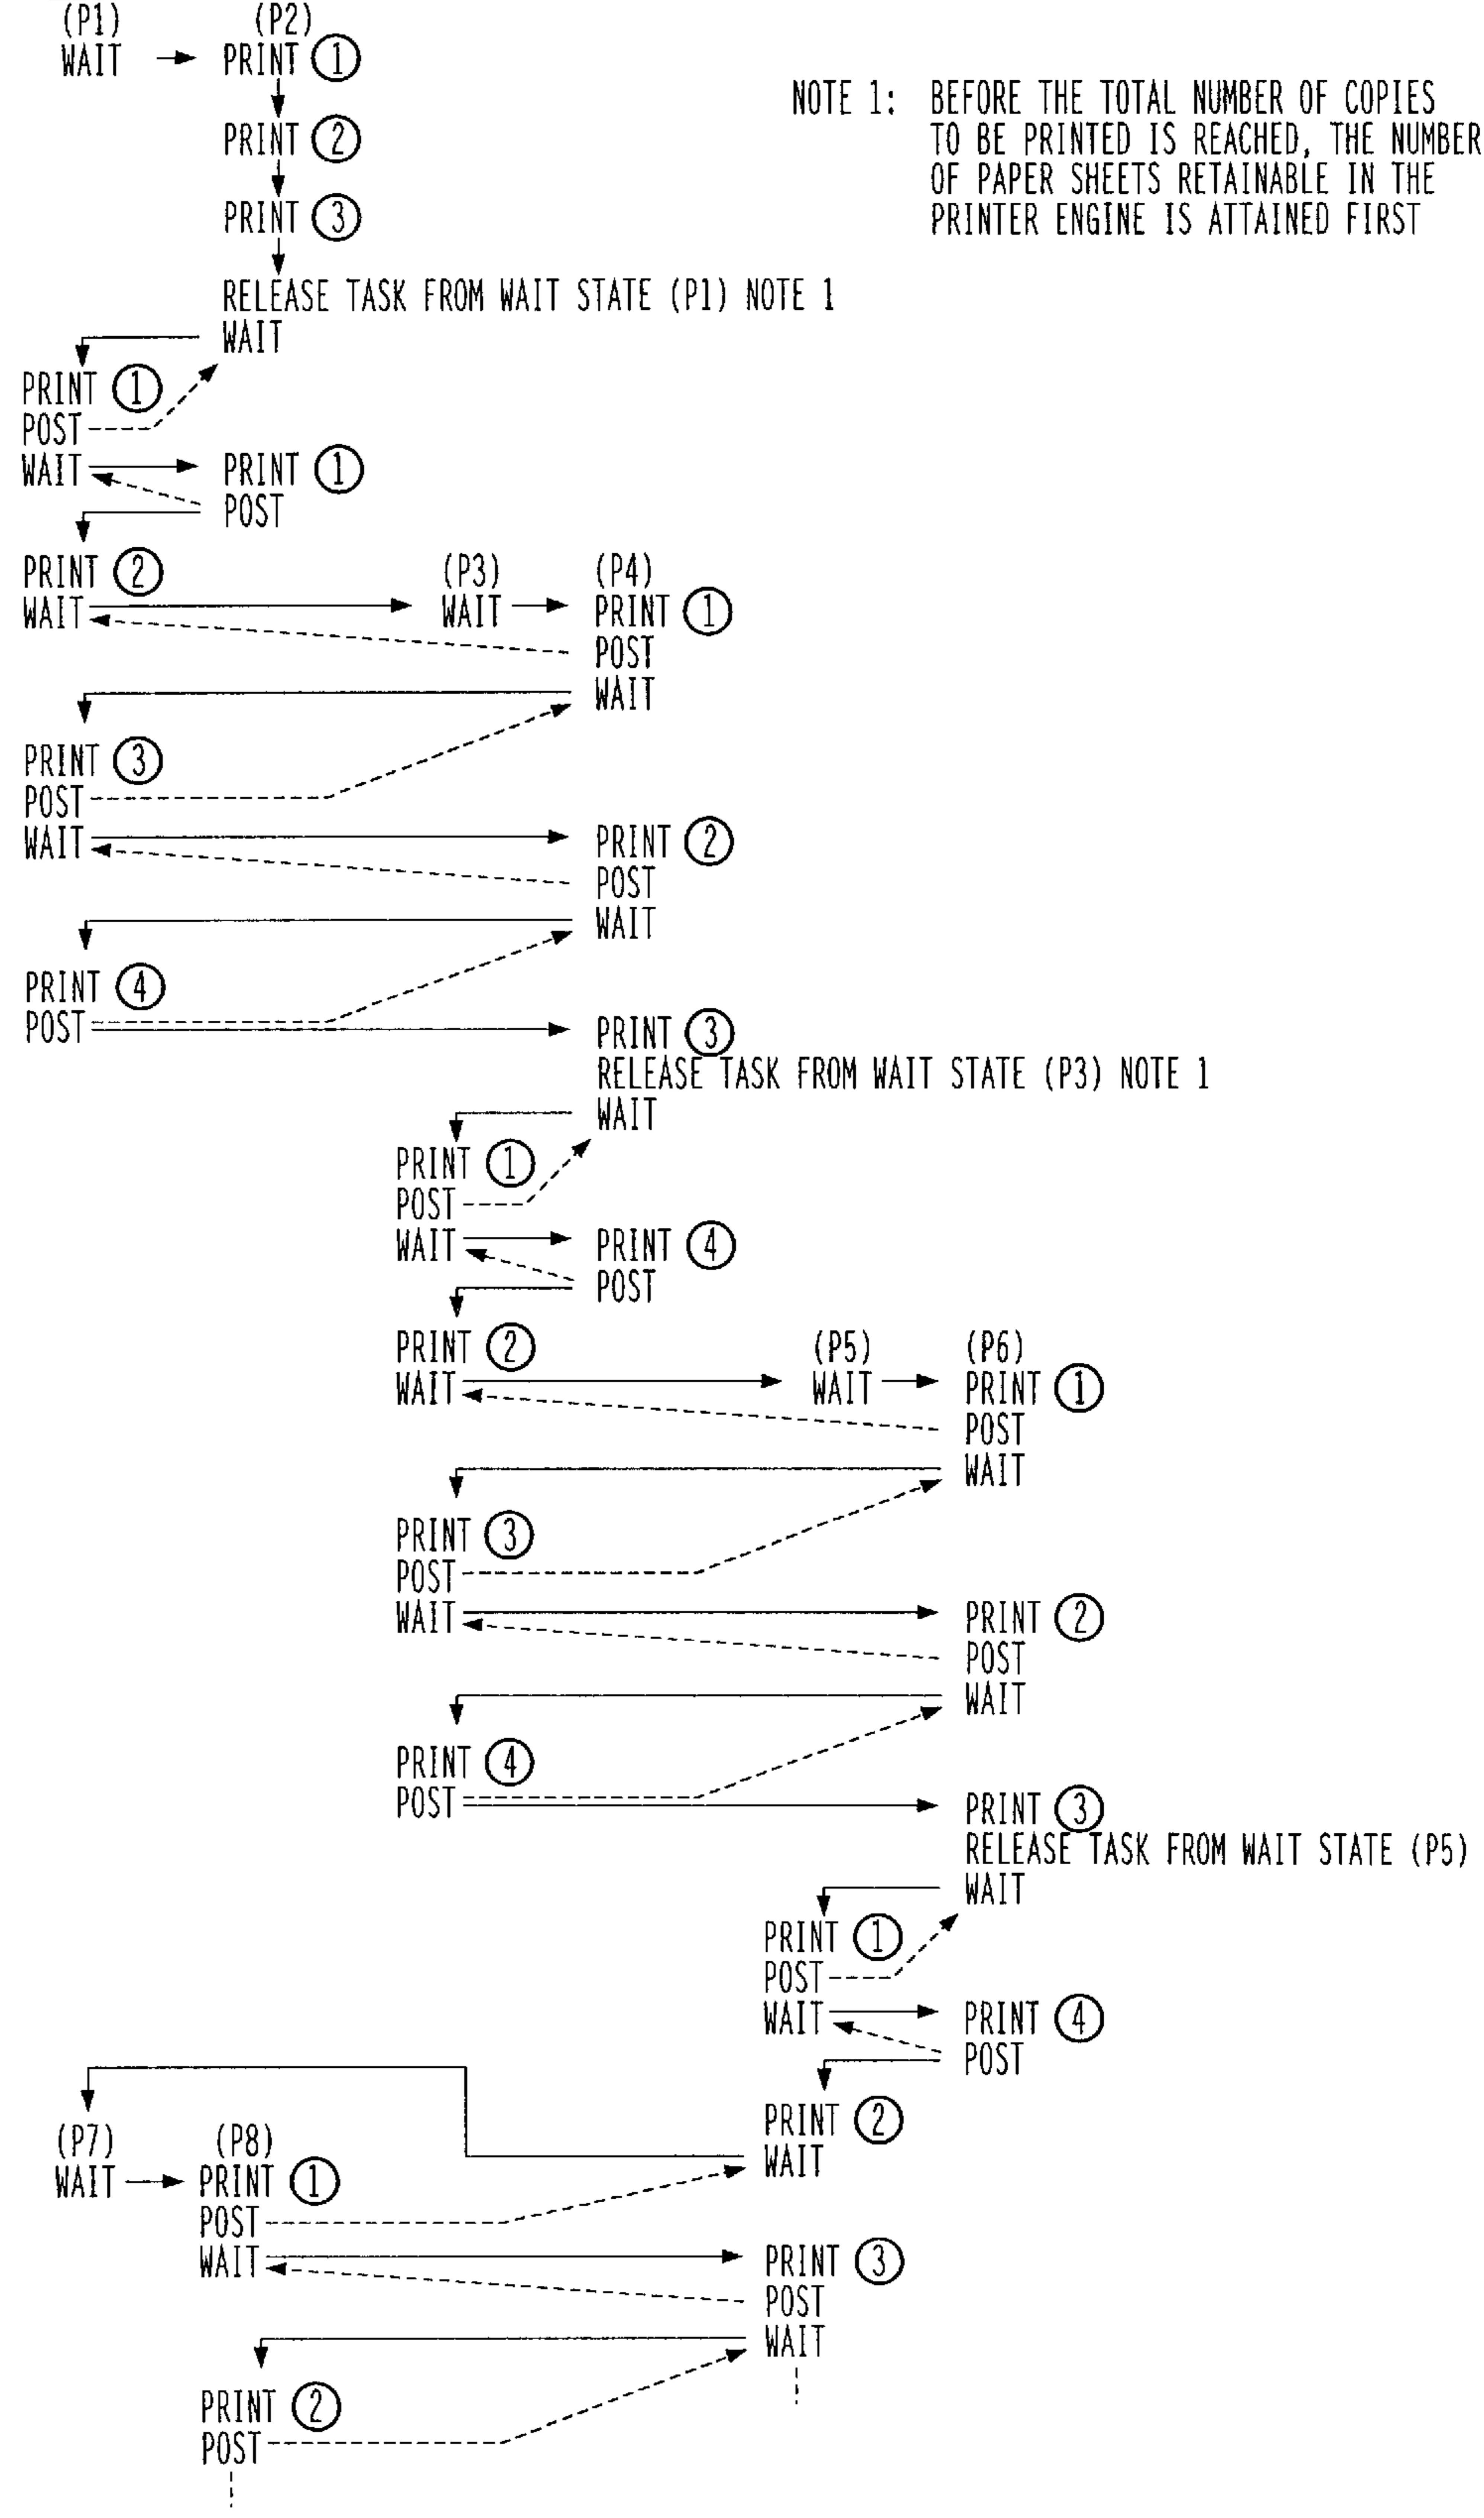 (P1) (P2)
WAIT PRINT 1
NOTE 1: BEFORE THE TOTAL NUMBER OF COPIES
TO BE PRINTED IS REACHED, THE NUMBER
OF PAPER SHEETS RETAINABLE IN THE
PRINTER ENGINE IS ATTAINED FIRST
PRINT 2
PRINT 3
RELEASE TASK FROM WAIT STATE (P1) NOTE 1
WAIT
PRINT 1
POST
WAIT PRINT 1
POST
PRINT 2 (P3) (P4)
WAIT WAIT PRINT 1
POST
WAIT
PRINT 3
POST
WAIT PRINT 2
POST
WAIT
PRINT 4
POST PRINT 3
RELEASE TASK FROM WAIT STATE (P3) NOTE 1
WAIT
PRINT 1
POST
WAIT PRINT 4
POST
PRINT 2 (P5) (P6)
WAIT WAIT PRINT 1
POST
WAIT
PRINT 3
POST
WAIT PRINT 2
POST
WAIT
PRINT 4
POST PRINT 3
RELEASE TASK FROM WAIT STATE (P5)
WAIT
PRINT 1
POST
WAIT PRINT 4
POST
PRINT 2
(P7) (P8) WAIT
WAIT PRINT 1
POST
WAIT PRINT 3
POST
WAIT
PRINT 2
POST